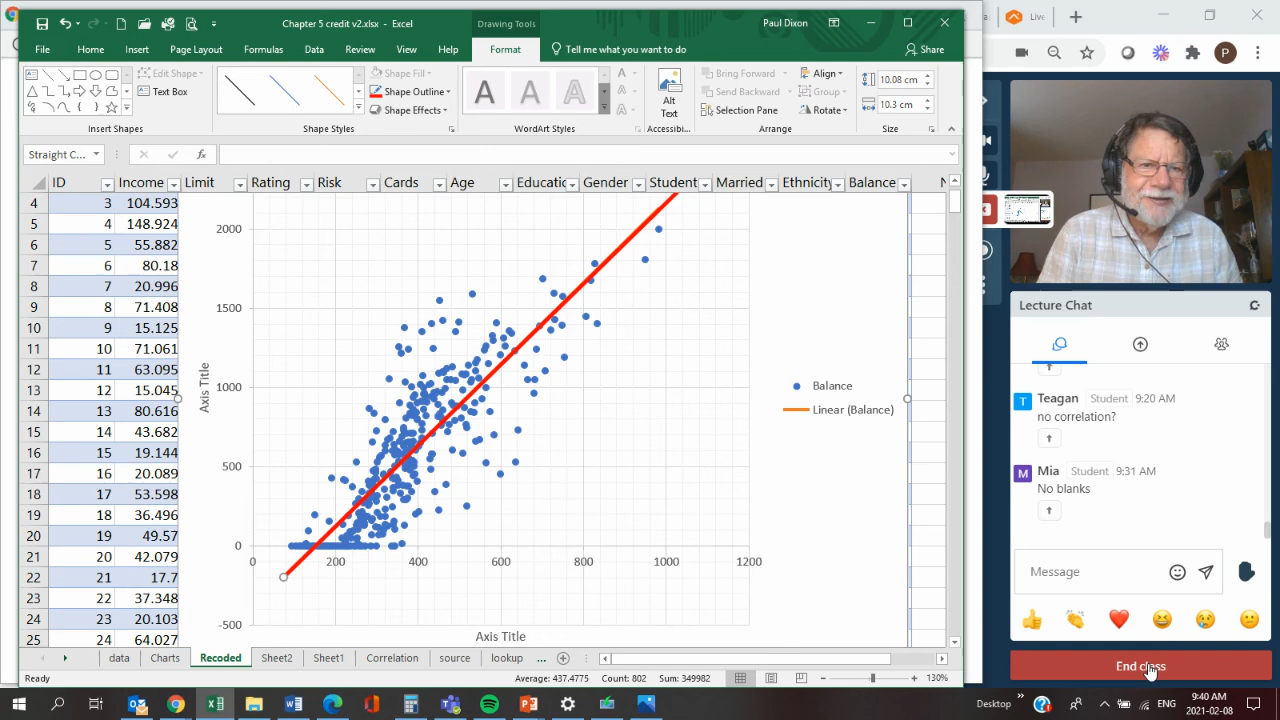 Chapter 5 credit v2.xlsx - Excel
Drawing Tools
Paul Dixon
File Home Insert Page Layout Formulas Data Review View Help Format Tell me what you want to do Share
Edit Shape
Text Box
Insert Shapes
Shape Fill
Shape Outline
Shape Effects
Shape Styles
A A A
WordArt Styles
Alt
Text
Accessibi...
Bring Forward
Send Backward
Selection Pane
Align
Group
Rotate
Arrange
10.08 cm
10.3 cm
Size
Straight C...
fx
ID Income Limit Rating Risk Cards Age Educatic Gender Student Married Ethnicity Balance
4 3 104.593
5 4 148.924
6 5 55.882
7 6 80.18
8 7 20.996
9 8 71.408
10 9 15.125
11 10 71.061
12 11 63.095
13 12 15.045
14 13 80.616
15 14 43.682
16 15 19.144
17 16 20.089
18 17 53.598
19 18 36.496
20 19 49.57
21 20 42.079
22 21 17.7
23 22 37.348
24 23 20.103
25 24 64.027
2000
1500
1000
500
0
-500
Axis Title
0 200 400 600 800 1000 1200
Axis Title
Balance
Linear (Balance)
data Charts Recoded Sheet2 Sheet1 Correlation source lookup ...
Ready
Average: 437.4775 Count: 802 Sum: 349982
130%
Live
P
Lecture Chat
T
Teagan Student 9:20 AM
no correlation?
M
Mia Student 9:31 AM
No blanks
Message
End class
Desktop
ENG
9:40 AM
2021-02-08